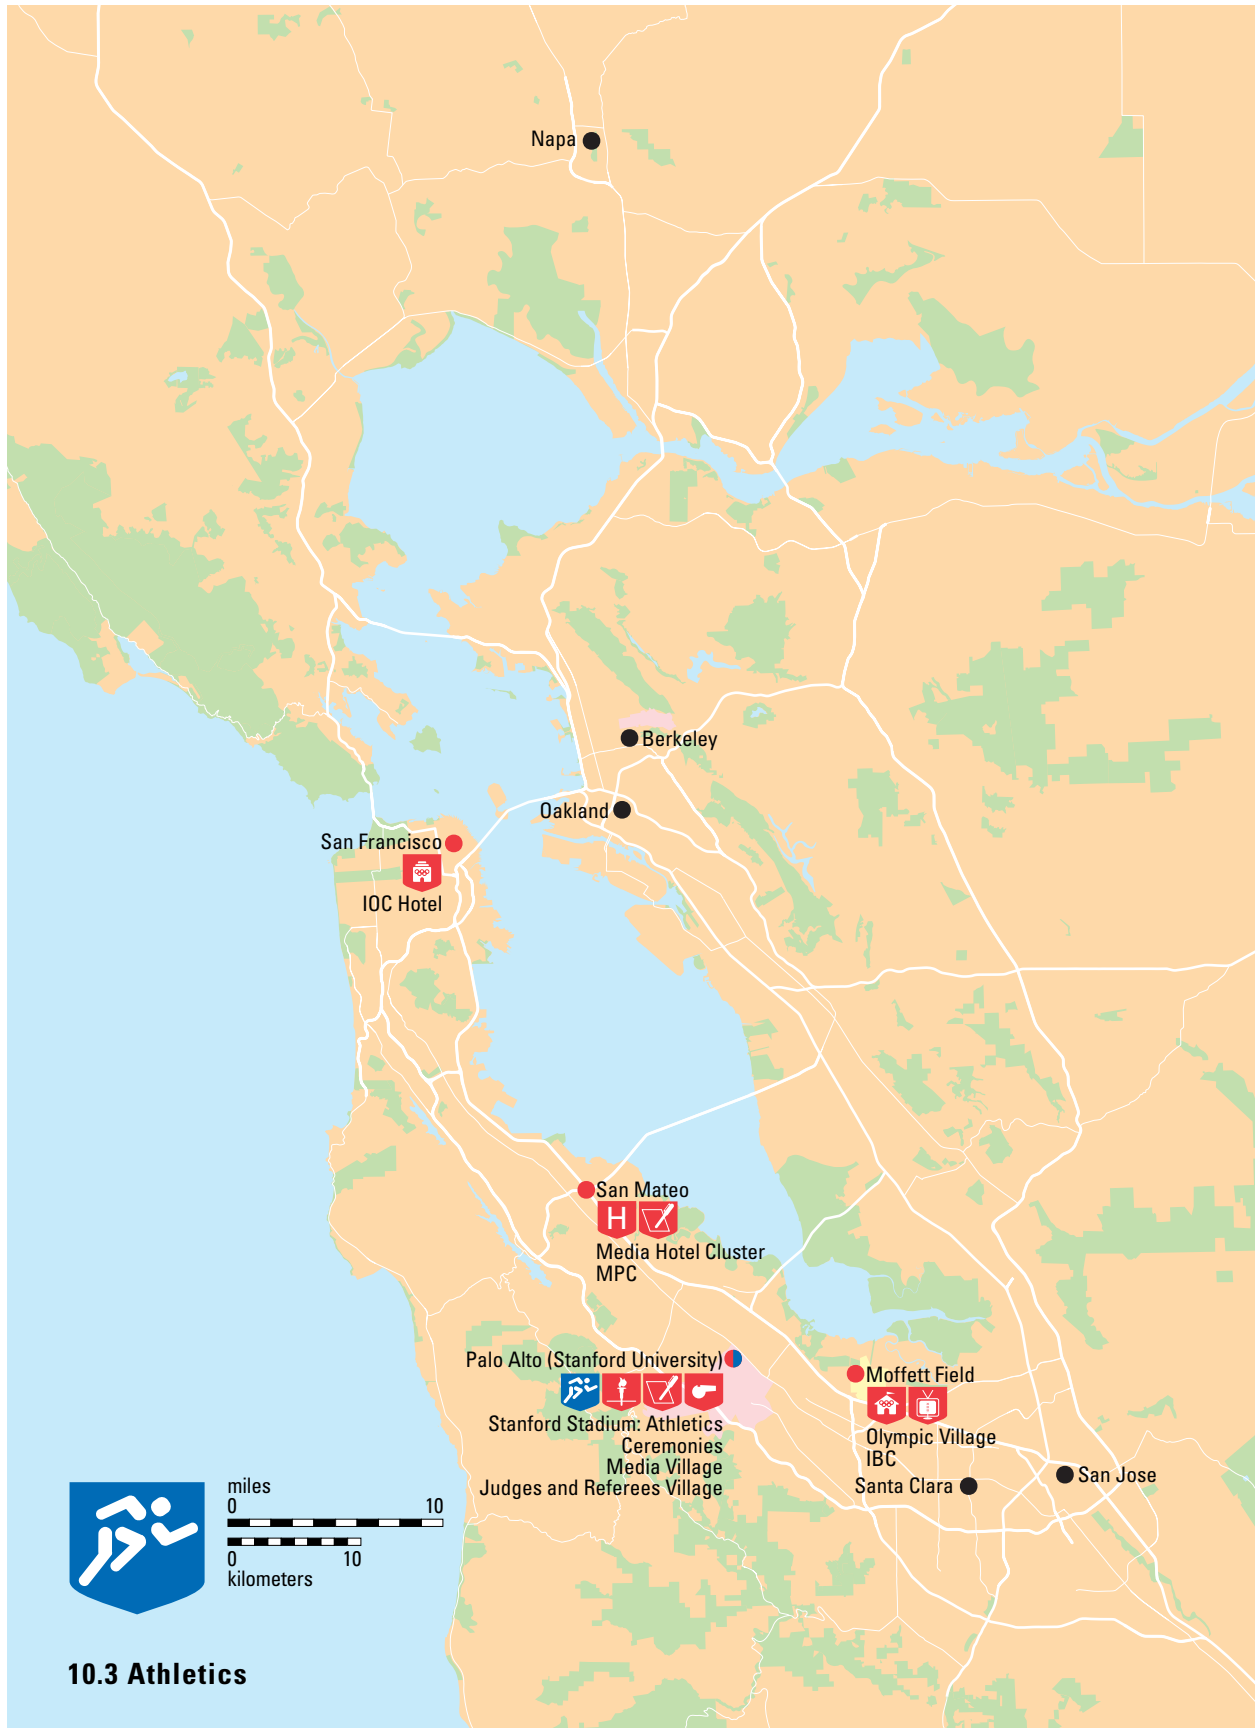 Napa
Berkeley
Oakland
San Francisco
IOC Hotel
San Mateo
H
Media Hotel Cluster
MPC
Palo Alto (Stanford University)
Stanford Stadium: Athletics
Ceremonies
Media Village
Judges and Referees Village
Moffett Field
Olympic Village
IBC
Santa Clara
San Jose
miles
0 10
0 10
kilometers
10.3 Athletics